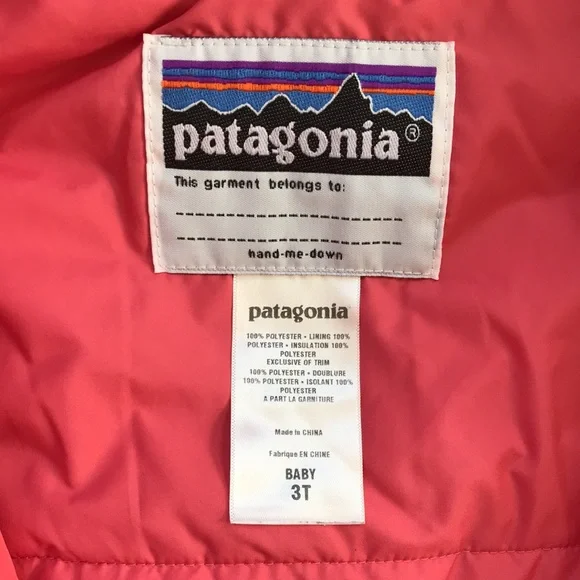 patagonia®
This garment belongs to:
hand-me-down
patagonia
100% POLYESTER • LINING 100%
POLYESTER • INSULATION 100%
POLYESTER
EXCLUSIVE OF TRIM
100% POLYESTER • DOUBLURE
100% POLYESTER • ISOLANT 100%
POLYESTER
A PART LA GARNITURE
Made in CHINA
Fabrique EN CHINE
BABY
3T